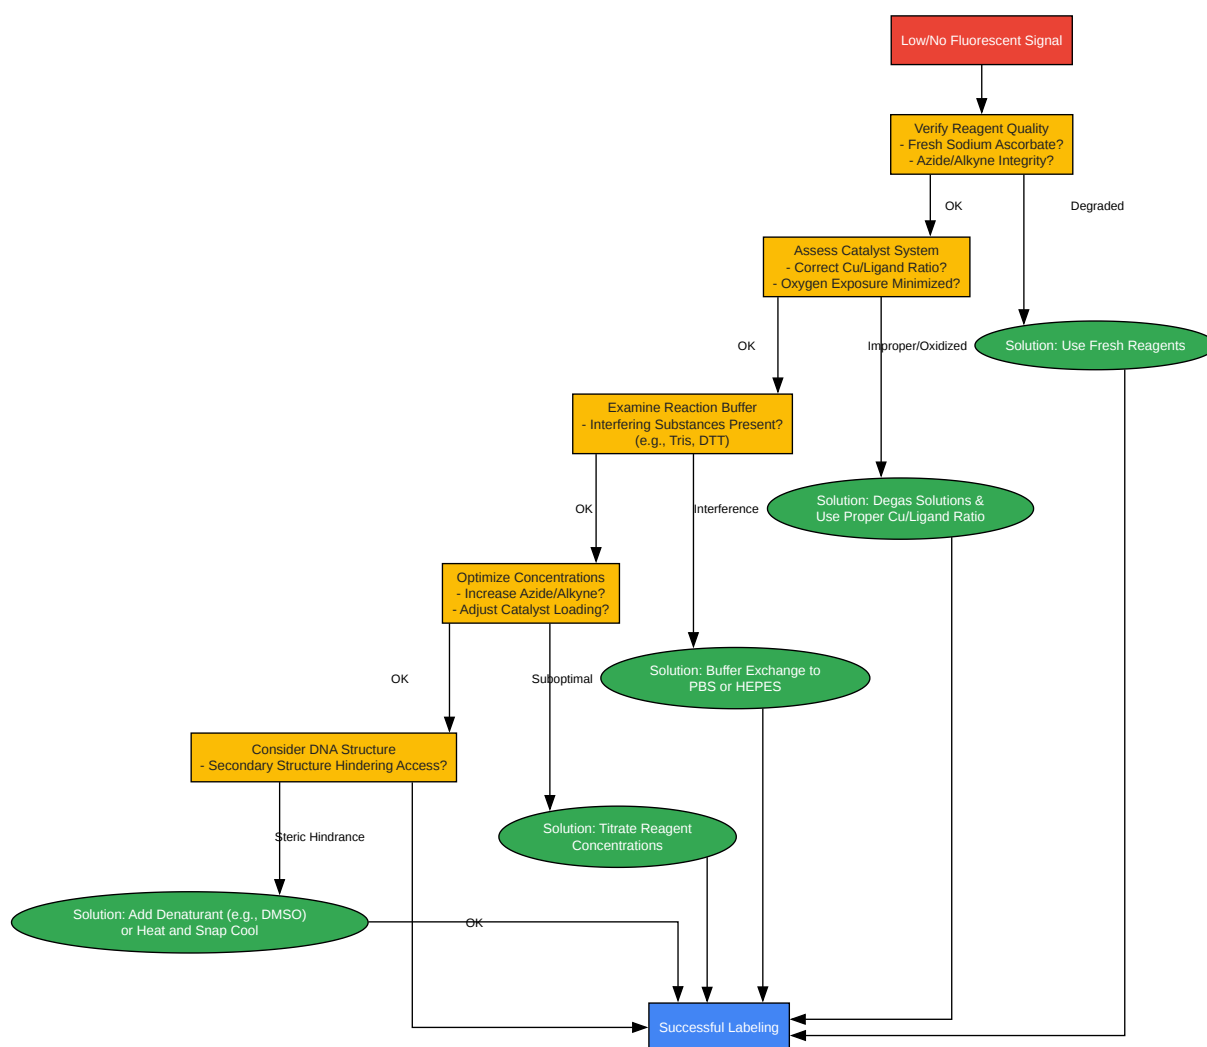 Low/No Fluorescent Signal
Verify Reagent Quality
- Fresh Sodium Ascorbate?
- Azide/Alkyne Integrity?
OK
Degraded
Assess Catalyst System
- Correct Cu/Ligand Ratio?
- Oxygen Exposure Minimized?
OK
Improper/Oxidized
Solution: Use Fresh Reagents
Examine Reaction Buffer
- Interfering Substances Present?
(e.g., Tris, DTT)
OK
Interference
Solution: Degas Solutions &
Use Proper Cu/Ligand Ratio
Optimize Concentrations
- Increase Azide/Alkyne?
- Adjust Catalyst Loading?
OK
Suboptimal
Solution: Buffer Exchange to
PBS or HEPES
Consider DNA Structure
- Secondary Structure Hindering Access?
Steric Hindrance
Solution: Titrate Reagent
Concentrations
Solution: Add Denaturant (e.g., DMSO)
or Heat and Snap Cool
OK
Successful Labeling